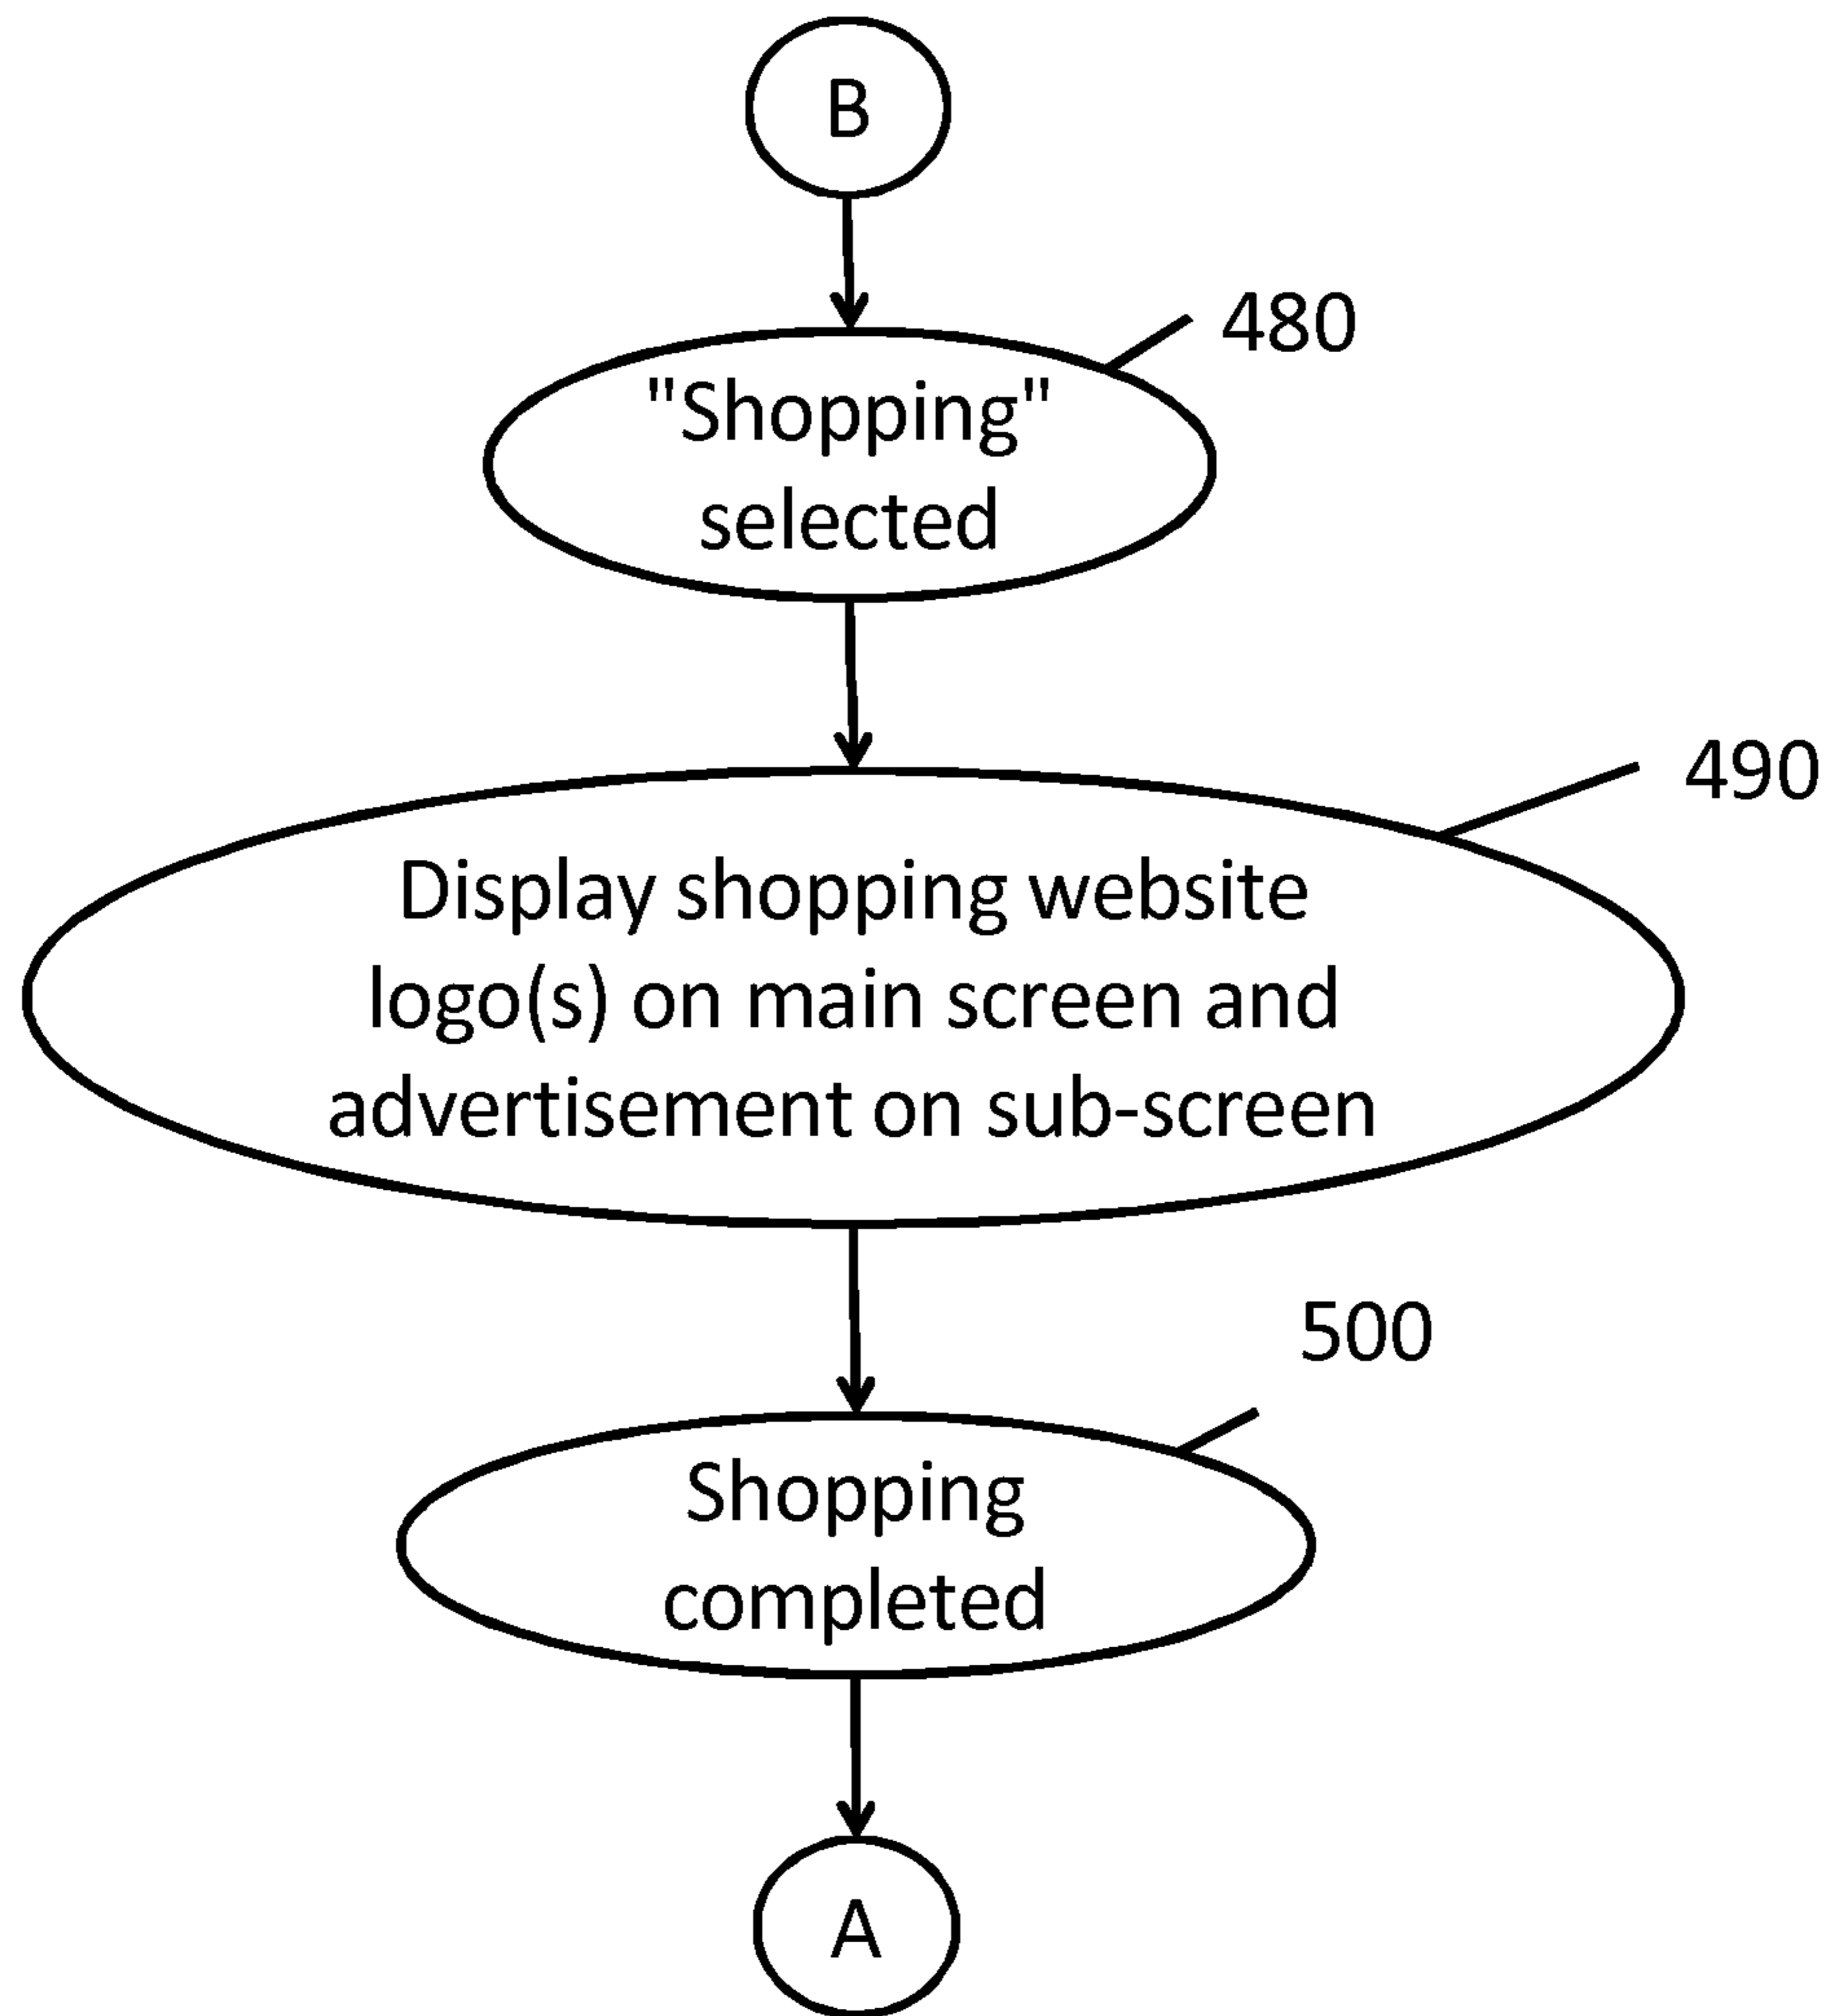 B
480
"Shopping"
selected
490
Display shopping website
logo(s) on main screen and
advertisement on sub-screen
500
Shopping
completed
A